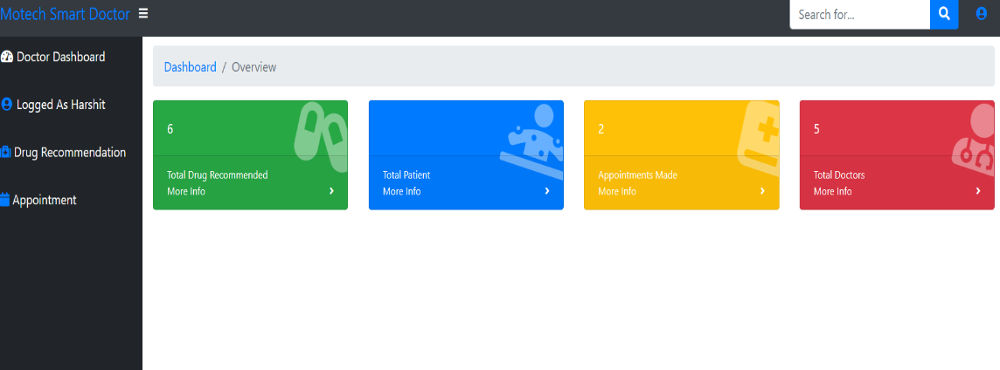 Motech Smart Doctor
Search for...
Doctor Dashboard
Logged As Harshit
Drug Recommendation
Appointment
Dashboard / Overview
6
Total Drug Recommended
More Info
Total Patient
More Info
2
Appointments Made
More Info
5
Total Doctors
More Info